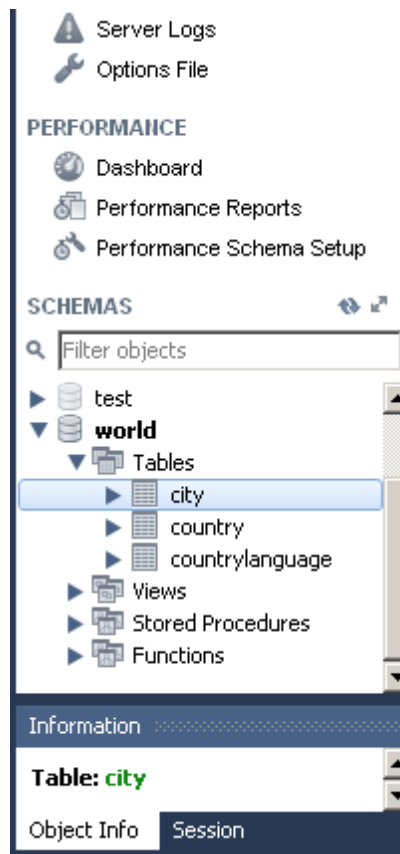 Server Logs
Options File
PERFORMANCE
Dashboard
Performance Reports
Performance Schema Setup
SCHEMAS
Filter objects
test
world
Tables
city
country
countrylanguage
Views
Stored Procedures
Functions
Information
Table: city
Object Info Session